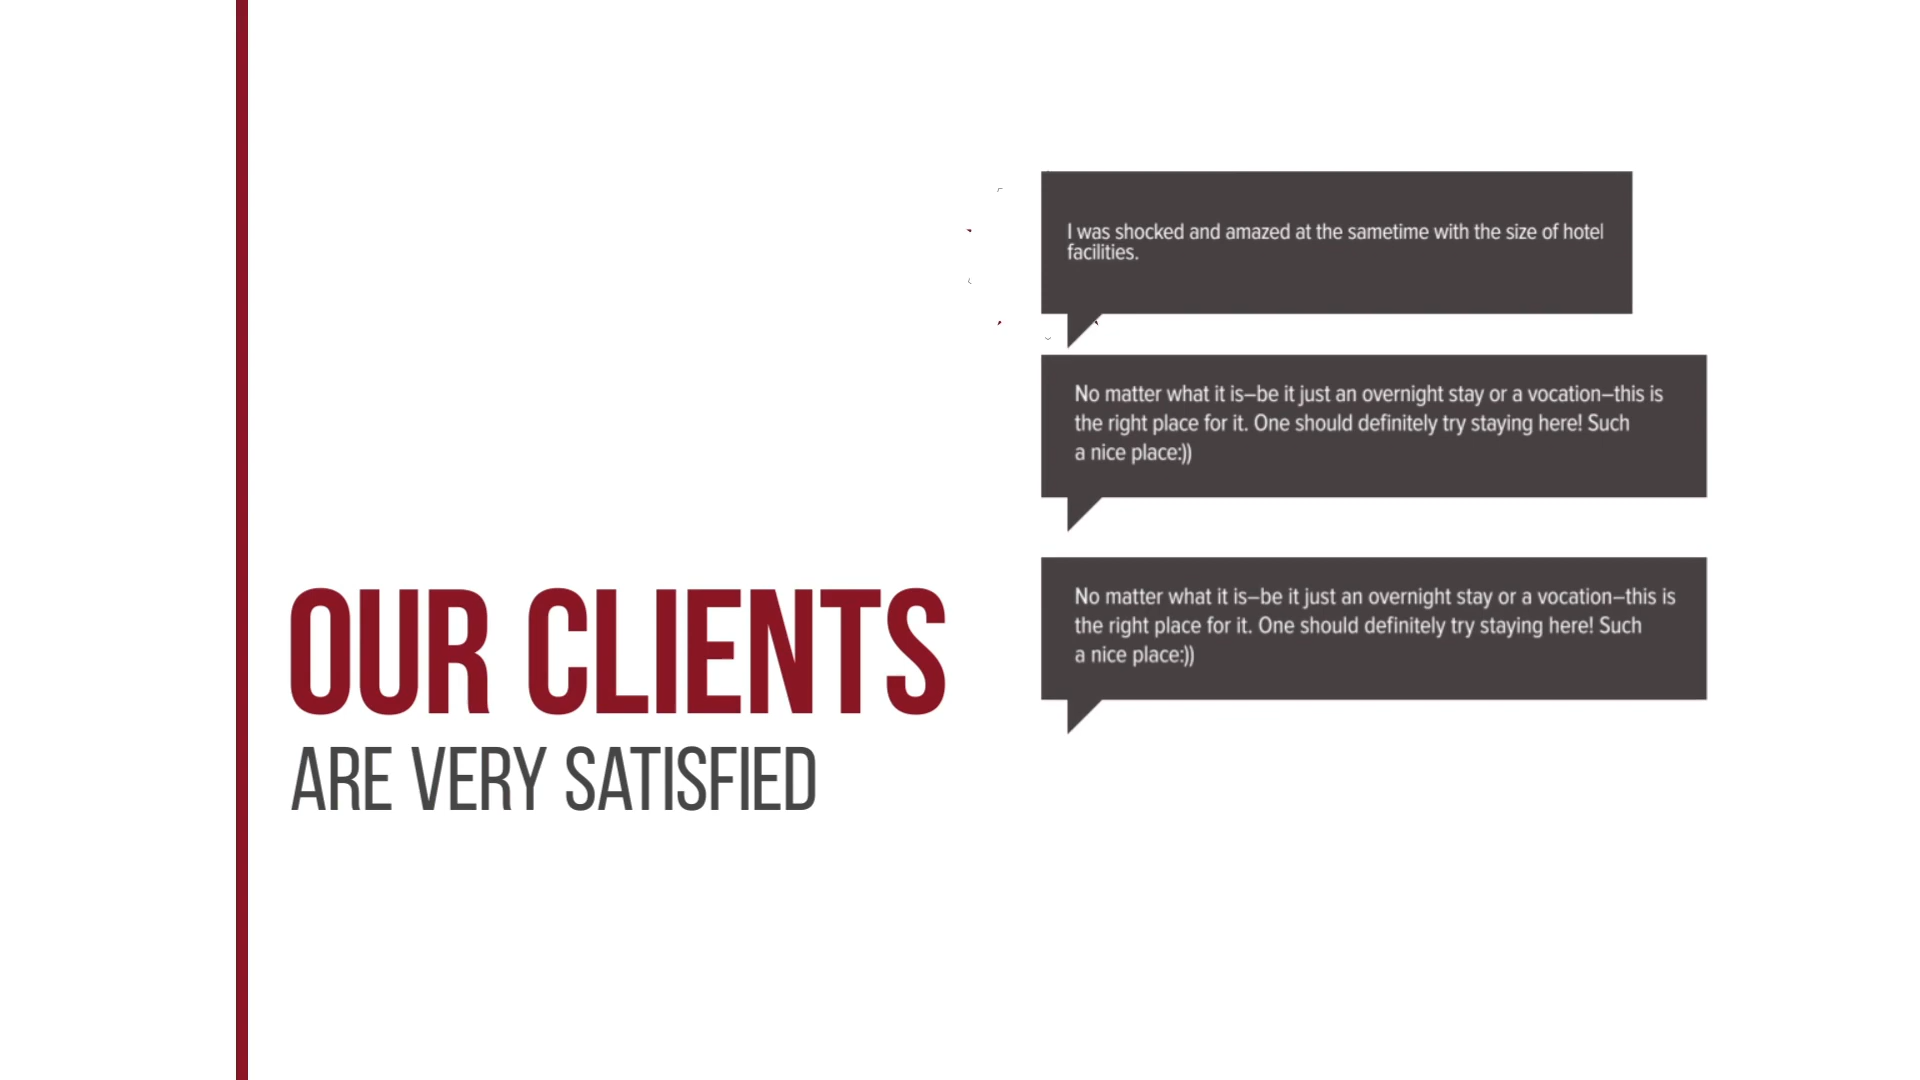 OUR CLIENTS
ARE VERY SATISFIED
I was shocked and amazed at the sametime with the size of hotel
facilities.
No matter what it is–be it just an overnight stay or a vocation–this is
the right place for it. One should definitely try staying here! Such
a nice place:))
No matter what it is–be it just an overnight stay or a vocation–this is
the right place for it. One should definitely try staying here! Such
a nice place:))